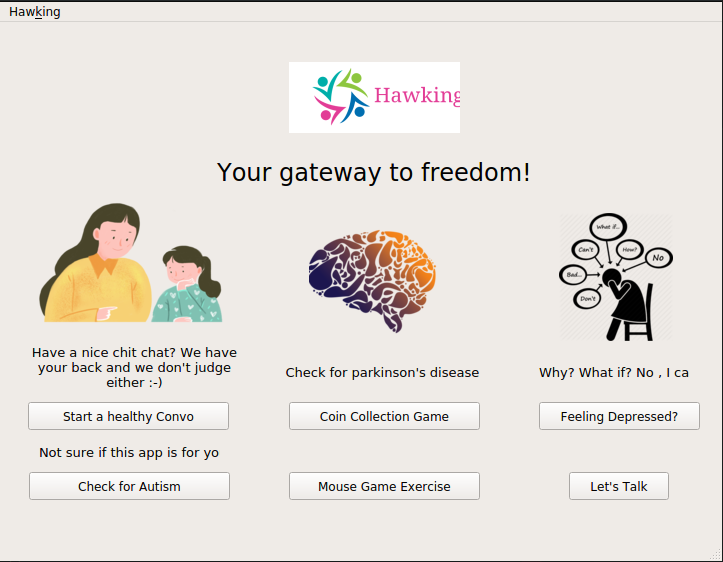 Hawking
Hawking
Your gateway to freedom!
What if...
Can't
How?
No
Bad...
Don't
Have a nice chit chat? We have
your back and we don't judge
either :-)
Check for parkinson's disease
Why? What if? No , I ca
Start a healthy Convo
Coin Collection Game
Feeling Depressed?
Not sure if this app is for yo
Check for Autism
Mouse Game Exercise
Let's Talk